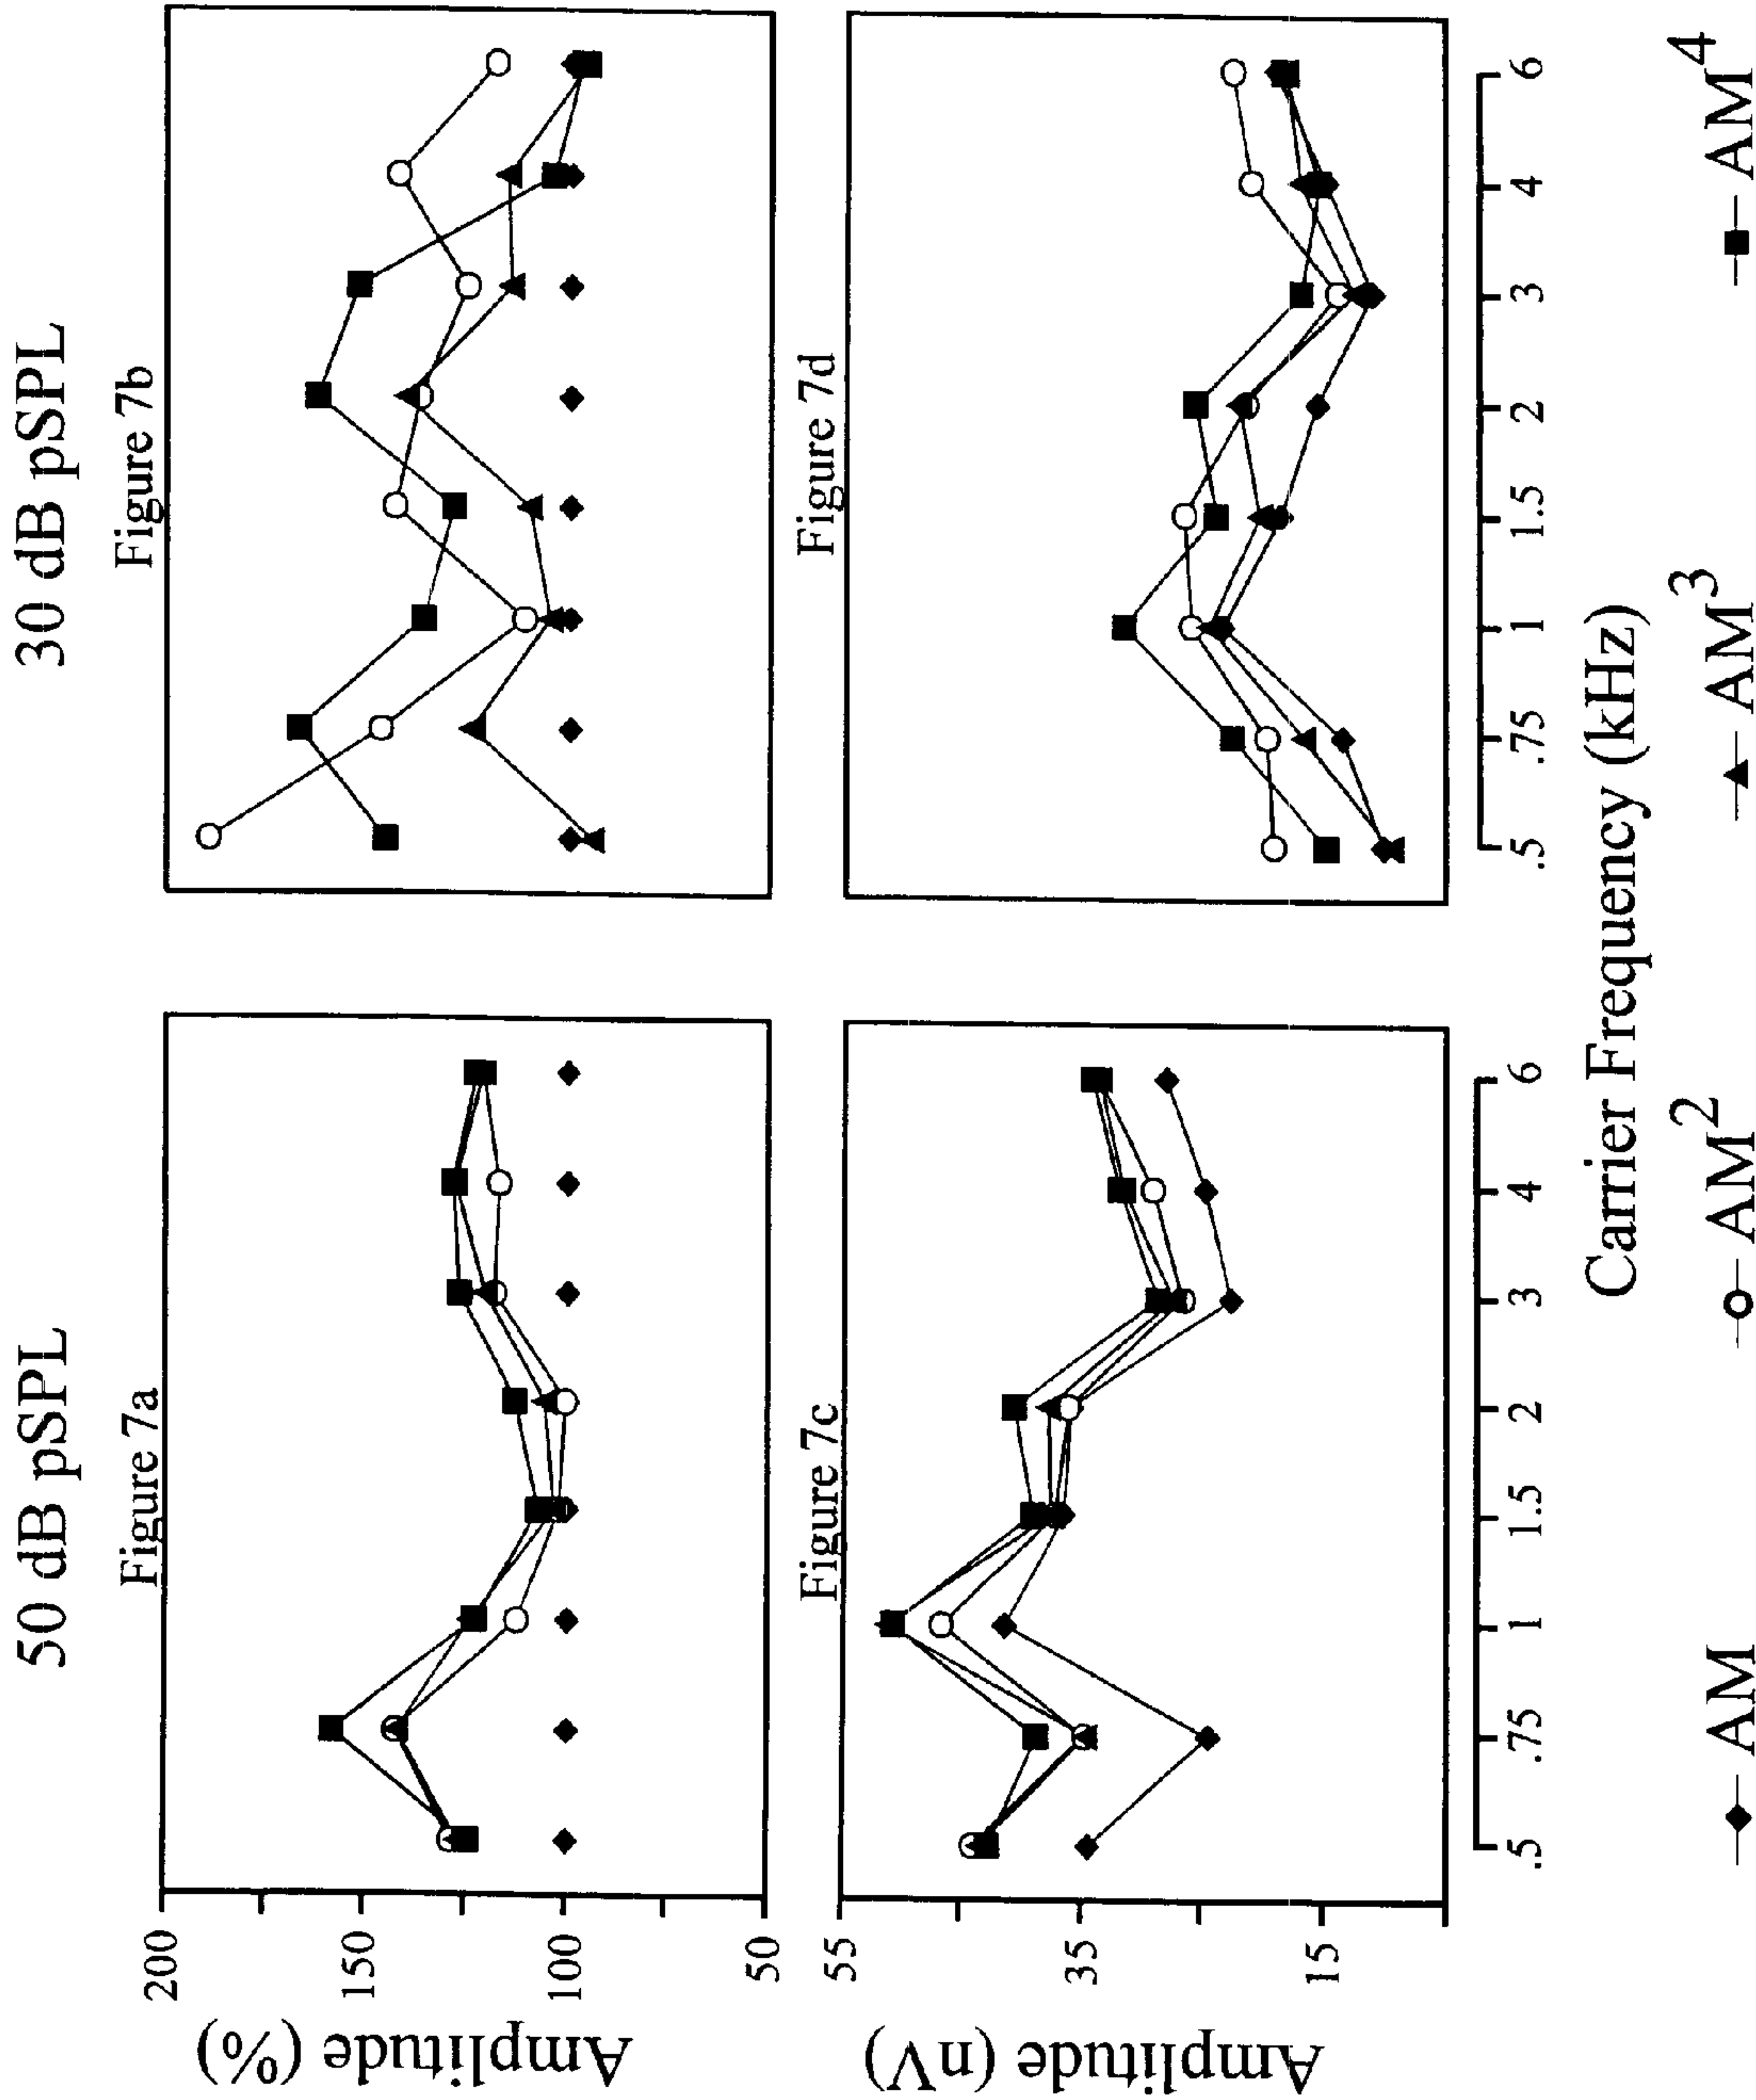 50 dB pSPL
30 dB pSPL
Figure 7a
Figure 7b
200
150
100
50
Amplitude (%)
Figure 7c
Figure 7d
55
35
15
Amplitude (nV)
.5 .75 1 1.5 2 3 4 6
.5 .75 1 1.5 2 3 4 6
Carrier Frequency (kHz)
AM AM² AM³ AM⁴